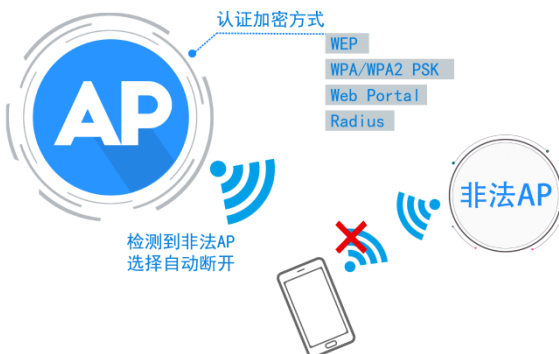 认证加密方式
WEP
WPA/WPA2 PSK
Web Portal
Radius
AP
非法AP
检测到非法AP
选择自动断开